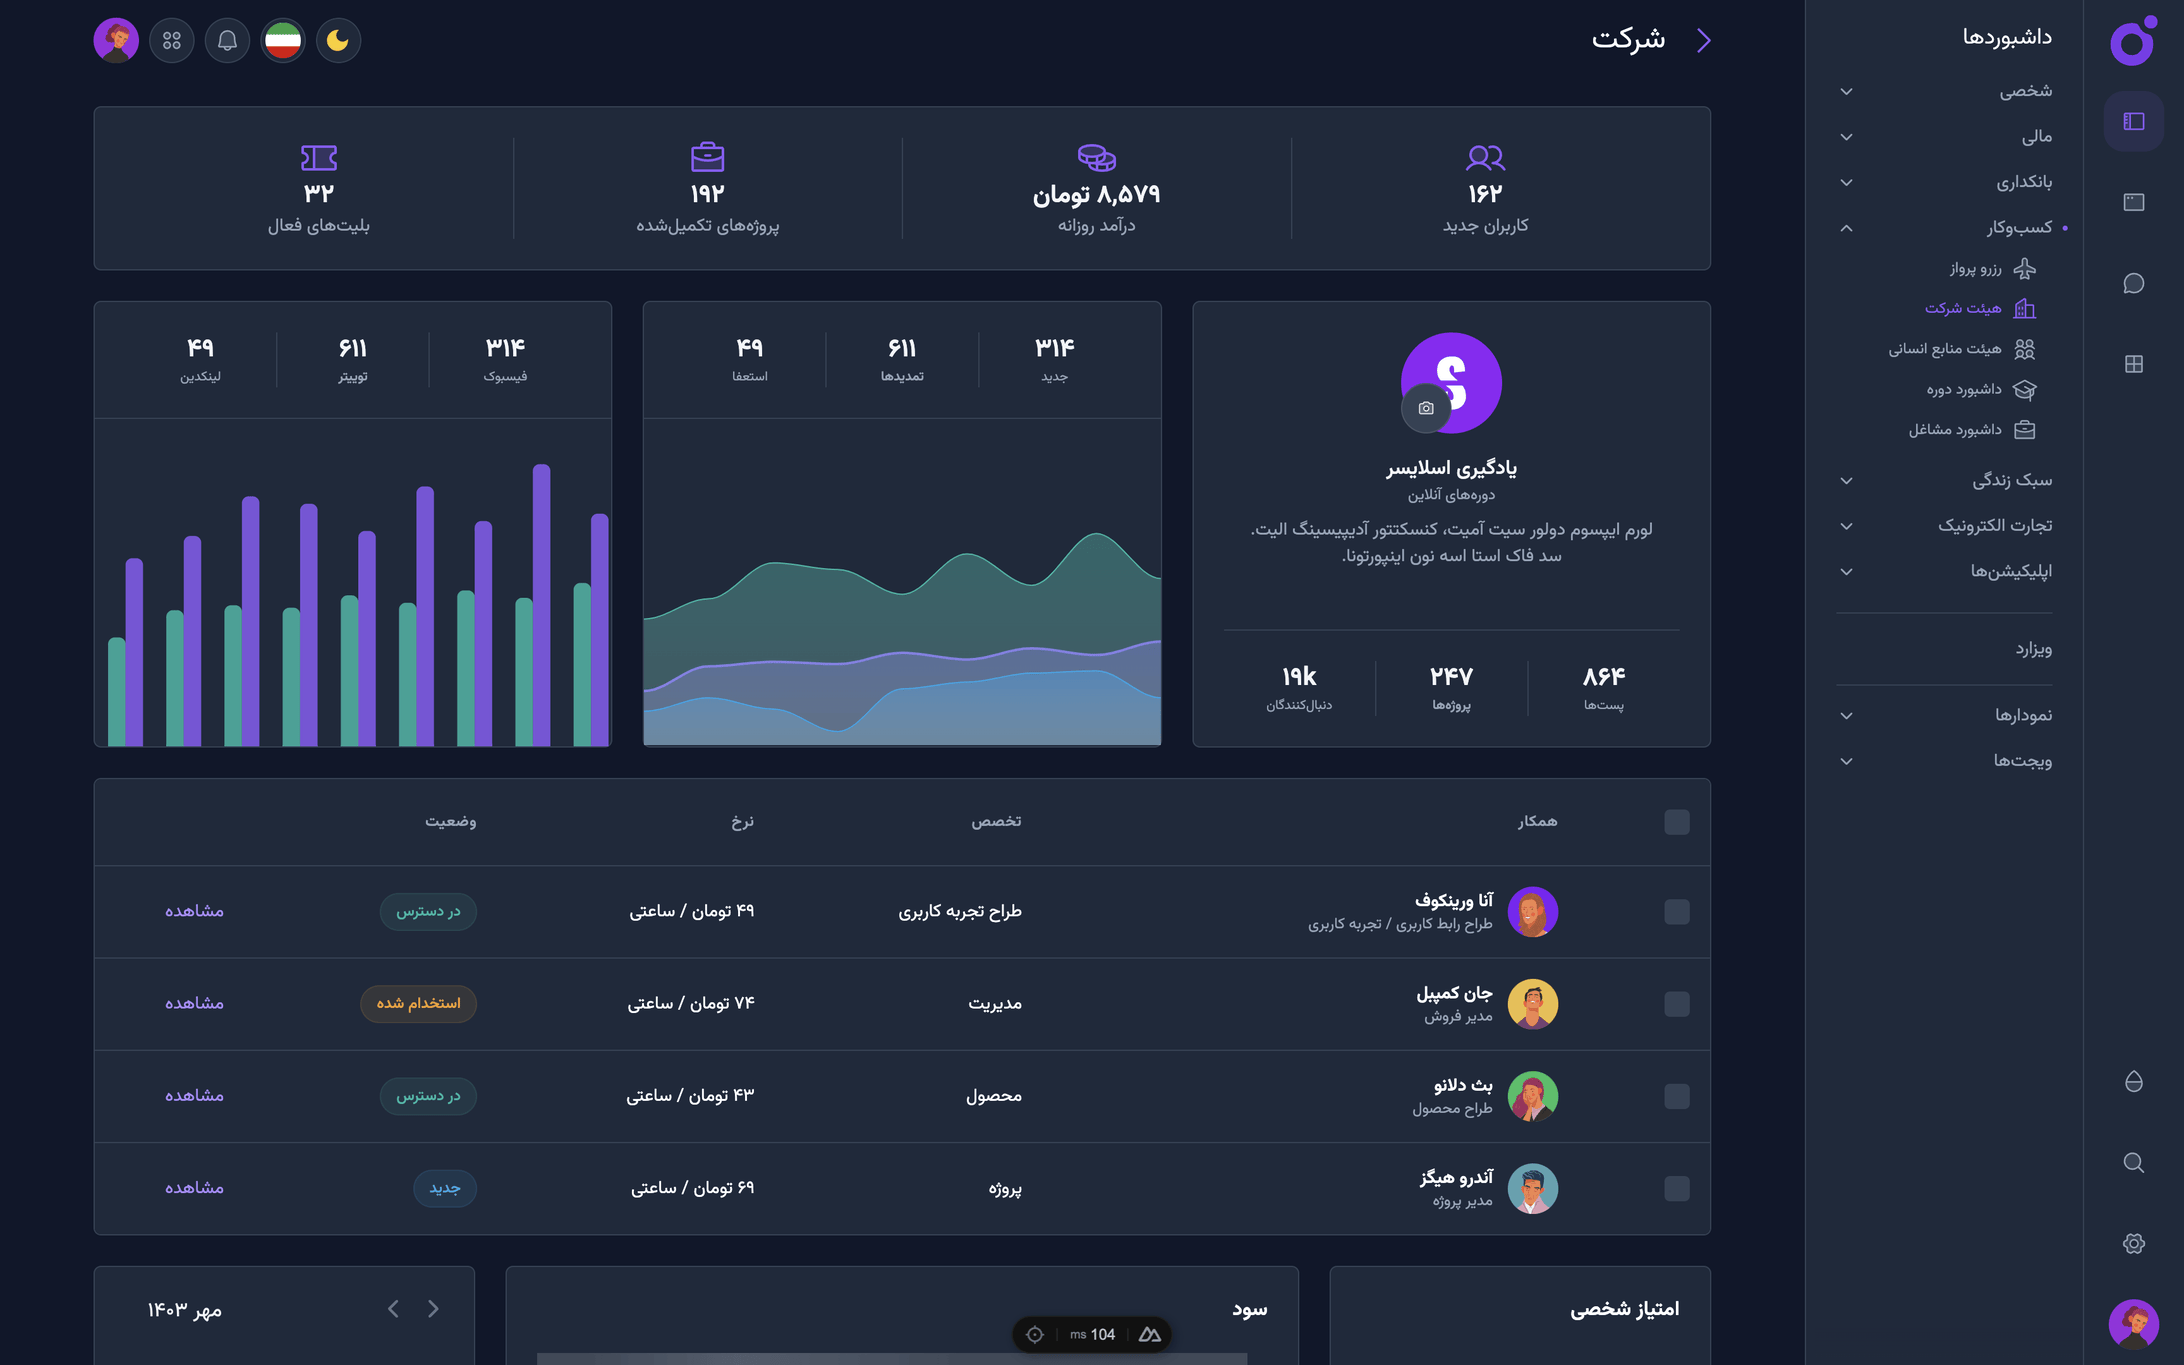 داشبوردها
شخصی
مالی
بانکداری
کسب‌وکار
رزرو پرواز
هیئت شرکت
هیئت منابع انسانی
داشبورد دوره
داشبورد مشاغل
سبک زندگی
تجارت الکترونیک
اپلیکیشن‌ها
ویزارد
نمودارها
ویجت‌ها
شرکت
۱۶۲
کاربران جدید
۸,۵۷۹ تومان
درآمد روزانه
۱۹۲
پروژه‌های تکمیل‌شده
۳۲
بلیت‌های فعال
یادگیری اسلایسر
دوره‌های آنلاین
لورم ایپسوم دولور سیت آمیت، کنسکتتور آدیپیسینگ الیت.
سد فاک استا اسه نون اینپورتونا.
۸۶۴
پست‌ها
۲۴۷
پروژه‌ها
۱۹k
دنبال‌کنندگان
۳۱۴
جدید
۶۱۱
تمدیدها
۴۹
استعفا
۳۱۴
فیسبوک
۶۱۱
توییتر
۴۹
لینکدین
همکار تخصص نرخ وضعیت
آنا ورینکوف
طراح رابط کاربری / تجربه کاربری
طراح تجربه کاربری
۴۹ تومان / ساعتی
در دسترس
مشاهده
جان کمپبل
مدیر فروش
مدیریت
۷۴ تومان / ساعتی
استخدام شده
مشاهده
بث دلانو
طراح محصول
محصول
۴۳ تومان / ساعتی
در دسترس
مشاهده
آندرو هیگز
مدیر پروژه
پروژه
۶۹ تومان / ساعتی
جدید
مشاهده
امتیاز شخصی
سود
مهر ۱۴۰۳
104 ms